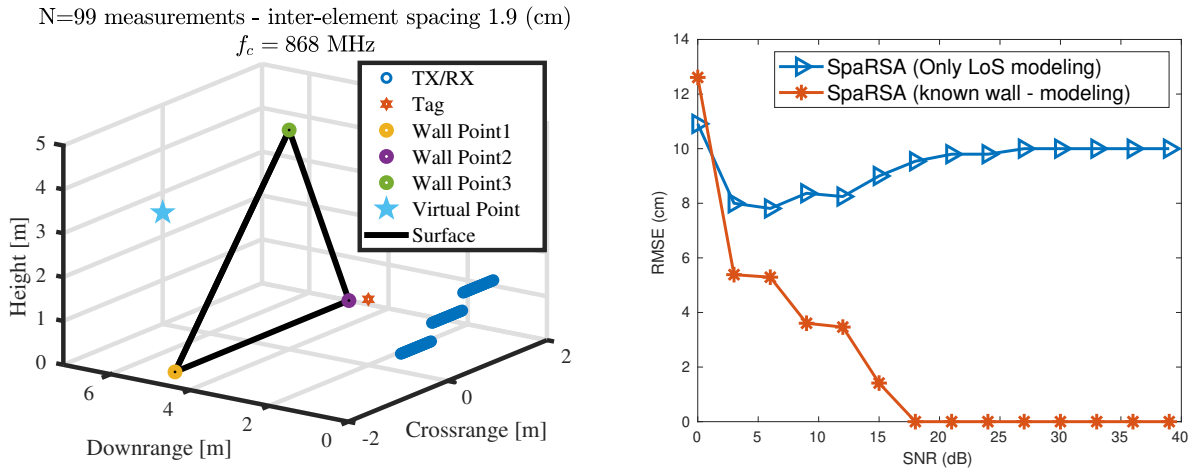 N=99 measurements - inter-element spacing 1.9 (cm)
f_c = 868 MHz
TX/RX
Tag
Wall Point1
Wall Point2
Wall Point3
Virtual Point
Surface
Height [m]
5
4
3
2
1
0
6
4
2
0
Downrange [m]
-2
0
2
Crossrange [m]
SpaRSA (Only LoS modeling)
SpaRSA (known wall - modeling)
RMSE (cm)
14
12
10
8
6
4
2
0
0 5 10 15 20 25 30 35 40
SNR (dB)